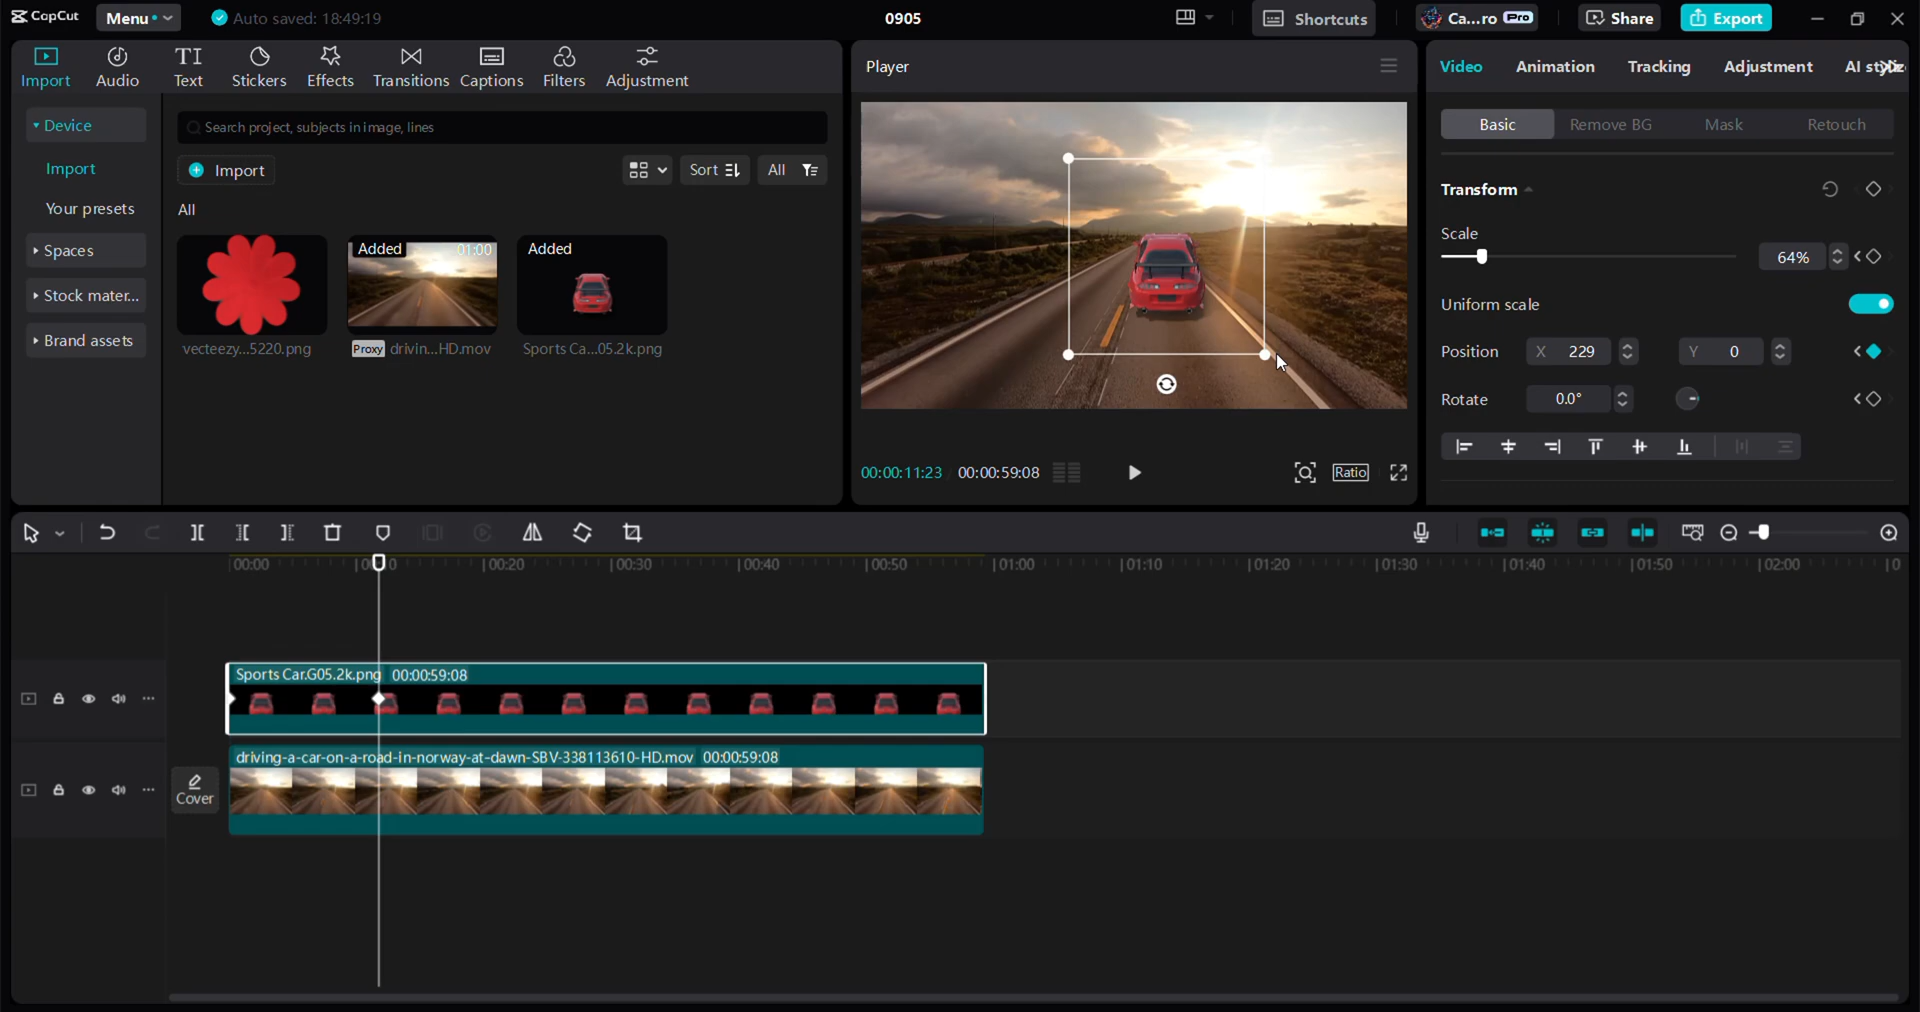 CapCut
Menu
Auto saved: 18:49:19
0905
Shortcuts
Ca...ro Pro
Share
Export
Import
Audio
TI Text
Stickers
Effects
Transitions
Captions
Filters
Adjustment
Device
Import
Your presets
Spaces
Stock mater...
Brand assets
Search project, subjects in image, lines
Import
Sort
All
All
Added 01:00
Added
vecteezy...5220.png
Proxy drivin...HD.mov
Sports Ca...05.2k.png
Player
00:00:11:23 00:00:59:08
Ratio
Video
Animation
Tracking
Adjustment
Basic
Remove BG
Mask
Retouch
Transform
Scale
64%
Uniform scale
Position X 229 Y 0
Rotate 0.0°
00:00 00:20 00:30 00:40 00:50 01:00 01:10 01:20 01:30 01:40 01:50 02:00
Sports Car.G05.2k.png 00:00:59:08
driving-a-car-on-a-road-in-norway-at-dawn-SBV-338113610-HD.mov 00:00:59:08
Cover